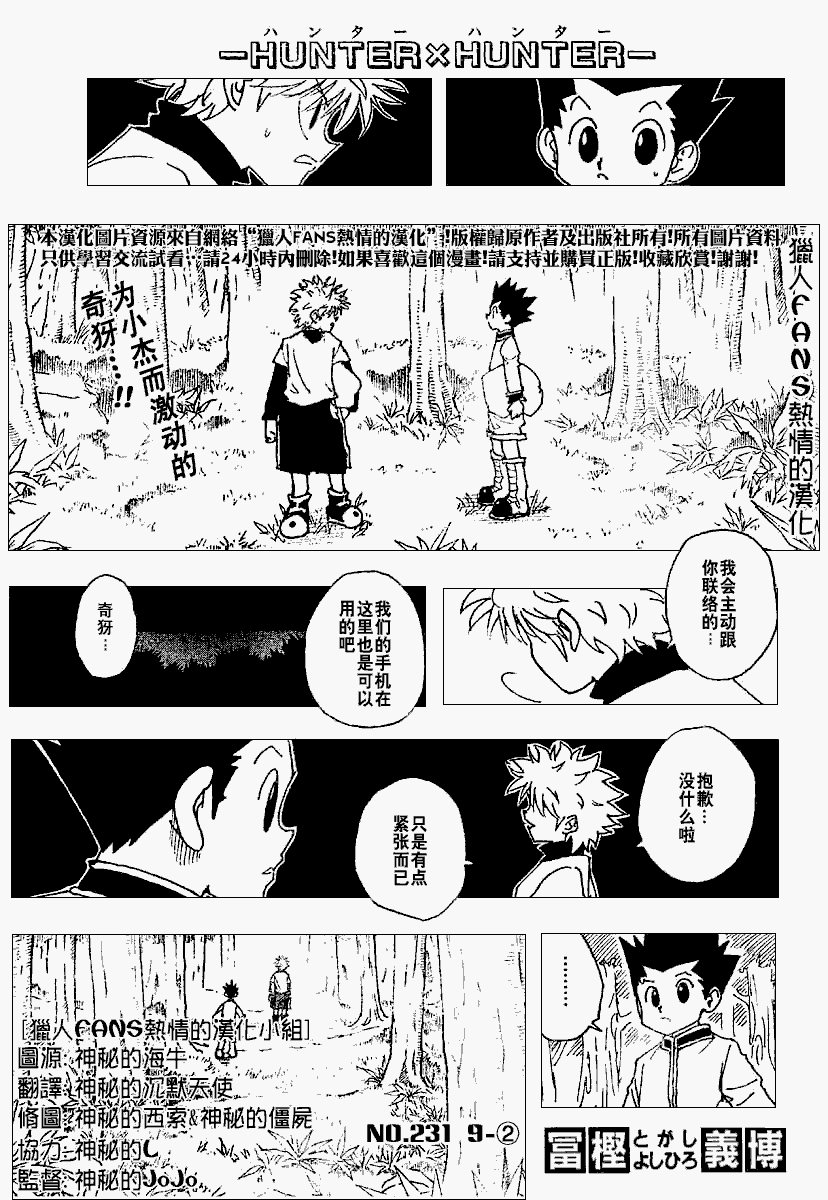 ハンター ハンター
—HUNTER×HUNTER—
本漢化圖片資源來自網絡“獵人FANS熱情的漢化”!版權歸原作者及出版社所有!所有圖片資料
只供學習交流試看…請24小時內刪除!如果喜歡這個漫畫!請支持並購買正版!收藏欣賞!謝謝!
獵人FANS熱情的漢化
为小杰而激动的
奇犽…!!
我会主动跟
你联络的…
我们的手机在
这里也是可以
用的吧
奇犽…
抱歉…
没什么啦
只是有点
紧张而已
………
[獵人FANS熱情的漢化小組]
圖源:神秘的海牛
翻譯:神秘的沉默天使
脩圖:神秘的西索&神秘的僵屍
協力:神秘的L
監督:神秘的JoJo
NO.231 9-②
冨樫義博
とがし
よしひろ